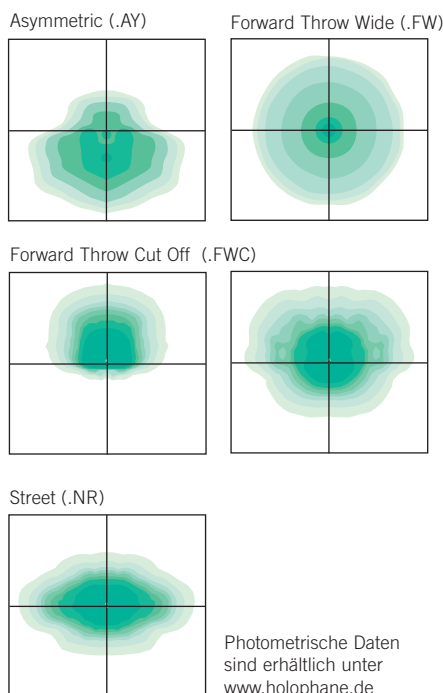 Asymmetric (.AY)
Forward Throw Wide (.FW)
Forward Throw Cut Off (.FWC)
Street (.NR)
Photometrische Daten
sind erhältlich unter
www.holophane.de